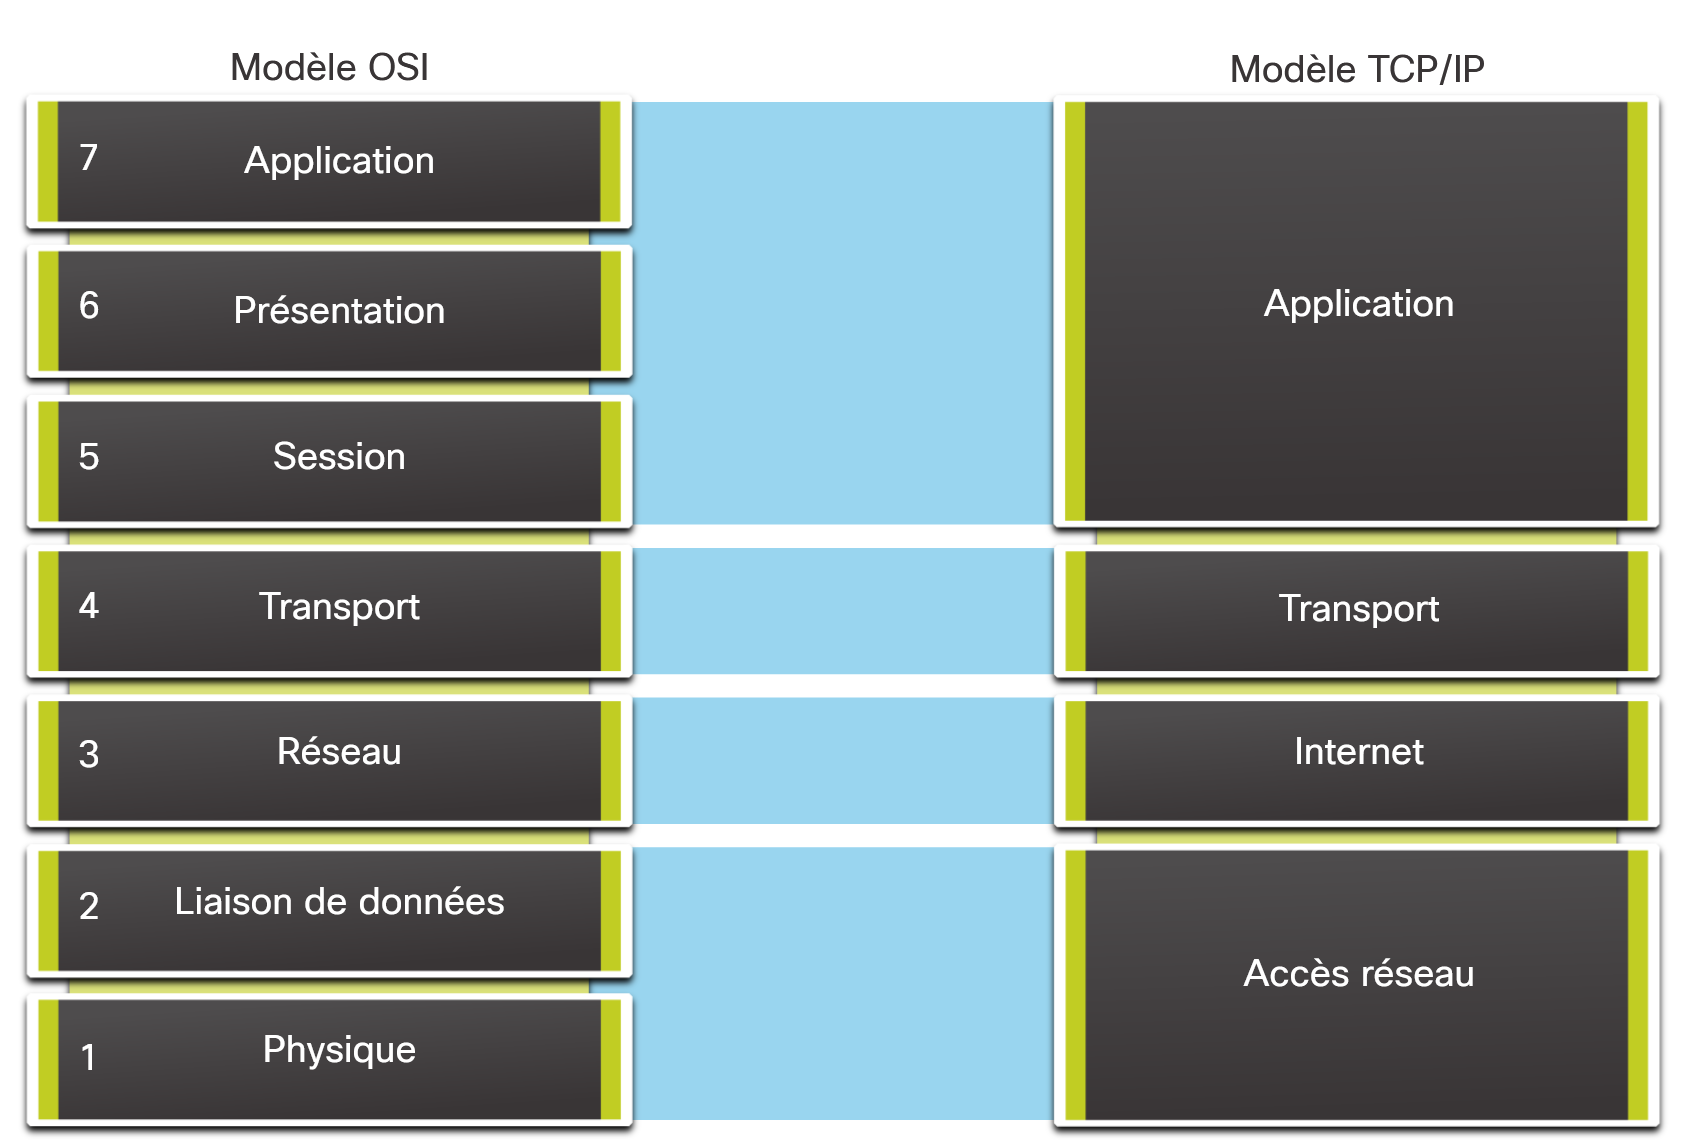 Modèle OSI
Modèle TCP/IP
7 Application
6 Présentation
5 Session
Application
4 Transport
Transport
3 Réseau
Internet
2 Liaison de données
1 Physique
Accès réseau